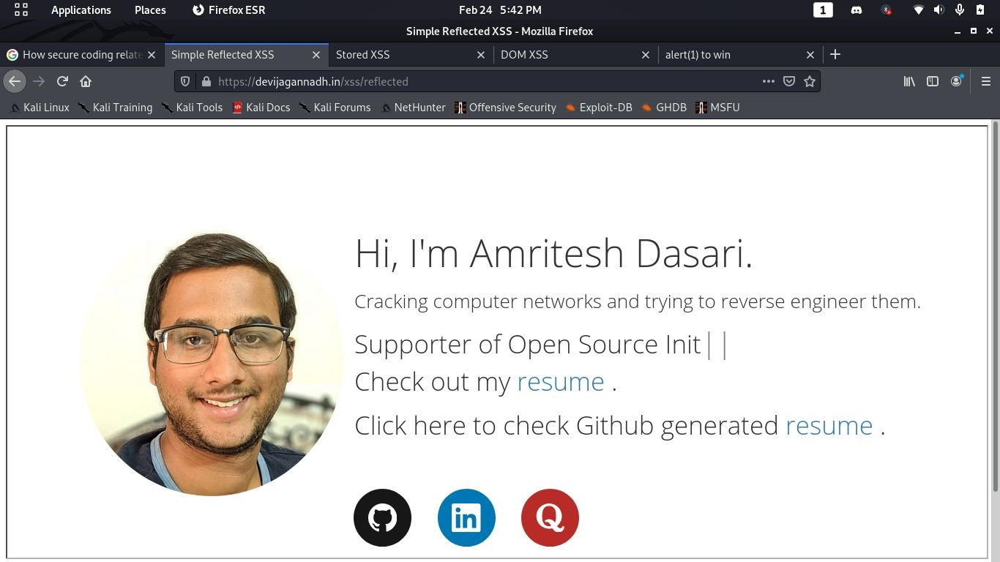 Applications Places Firefox ESR Feb 24 5:42 PM 1
Simple Reflected XSS - Mozilla Firefox
How secure coding relate Simple Reflected XSS Stored XSS DOM XSS alert(1) to win
https://devijagannadh.in/xss/reflected
Kali Linux Kali Training Kali Tools Kali Docs Kali Forums NetHunter Offensive Security Exploit-DB GHDB MSFU
Hi, I'm Amritesh Dasari.
Cracking computer networks and trying to reverse engineer them.
Supporter of Open Source Init||
Check out my resume .
Click here to check Github generated resume .
in Q